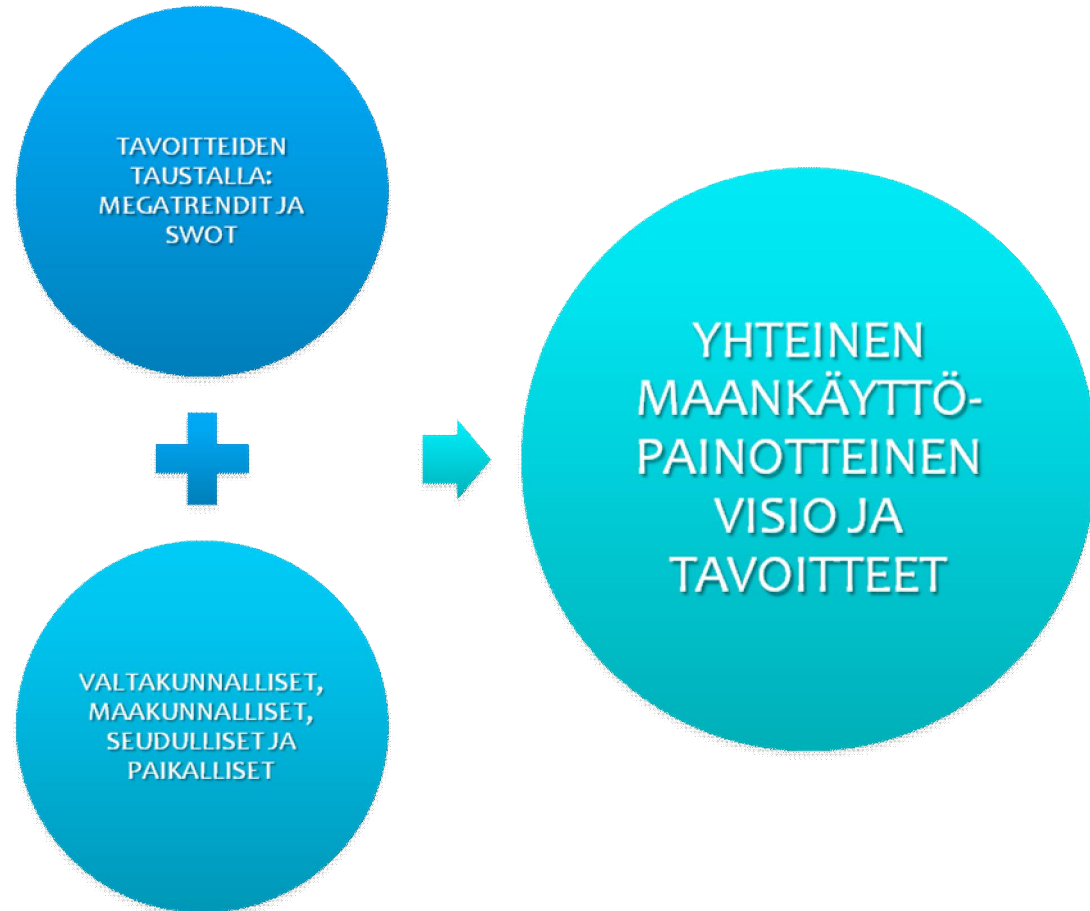 TAVOITTEIDEN
TAUSTALLA:
MEGATRENDIT JA
SWOT
VALTAKUNNALLISET,
MAAKUNNALLISET,
SEUDULLISET JA
PAIKALLISET
YHTEINEN
MAANKÄYTTÖ-
PAINOTTEINEN
VISIO JA
TAVOITTEET